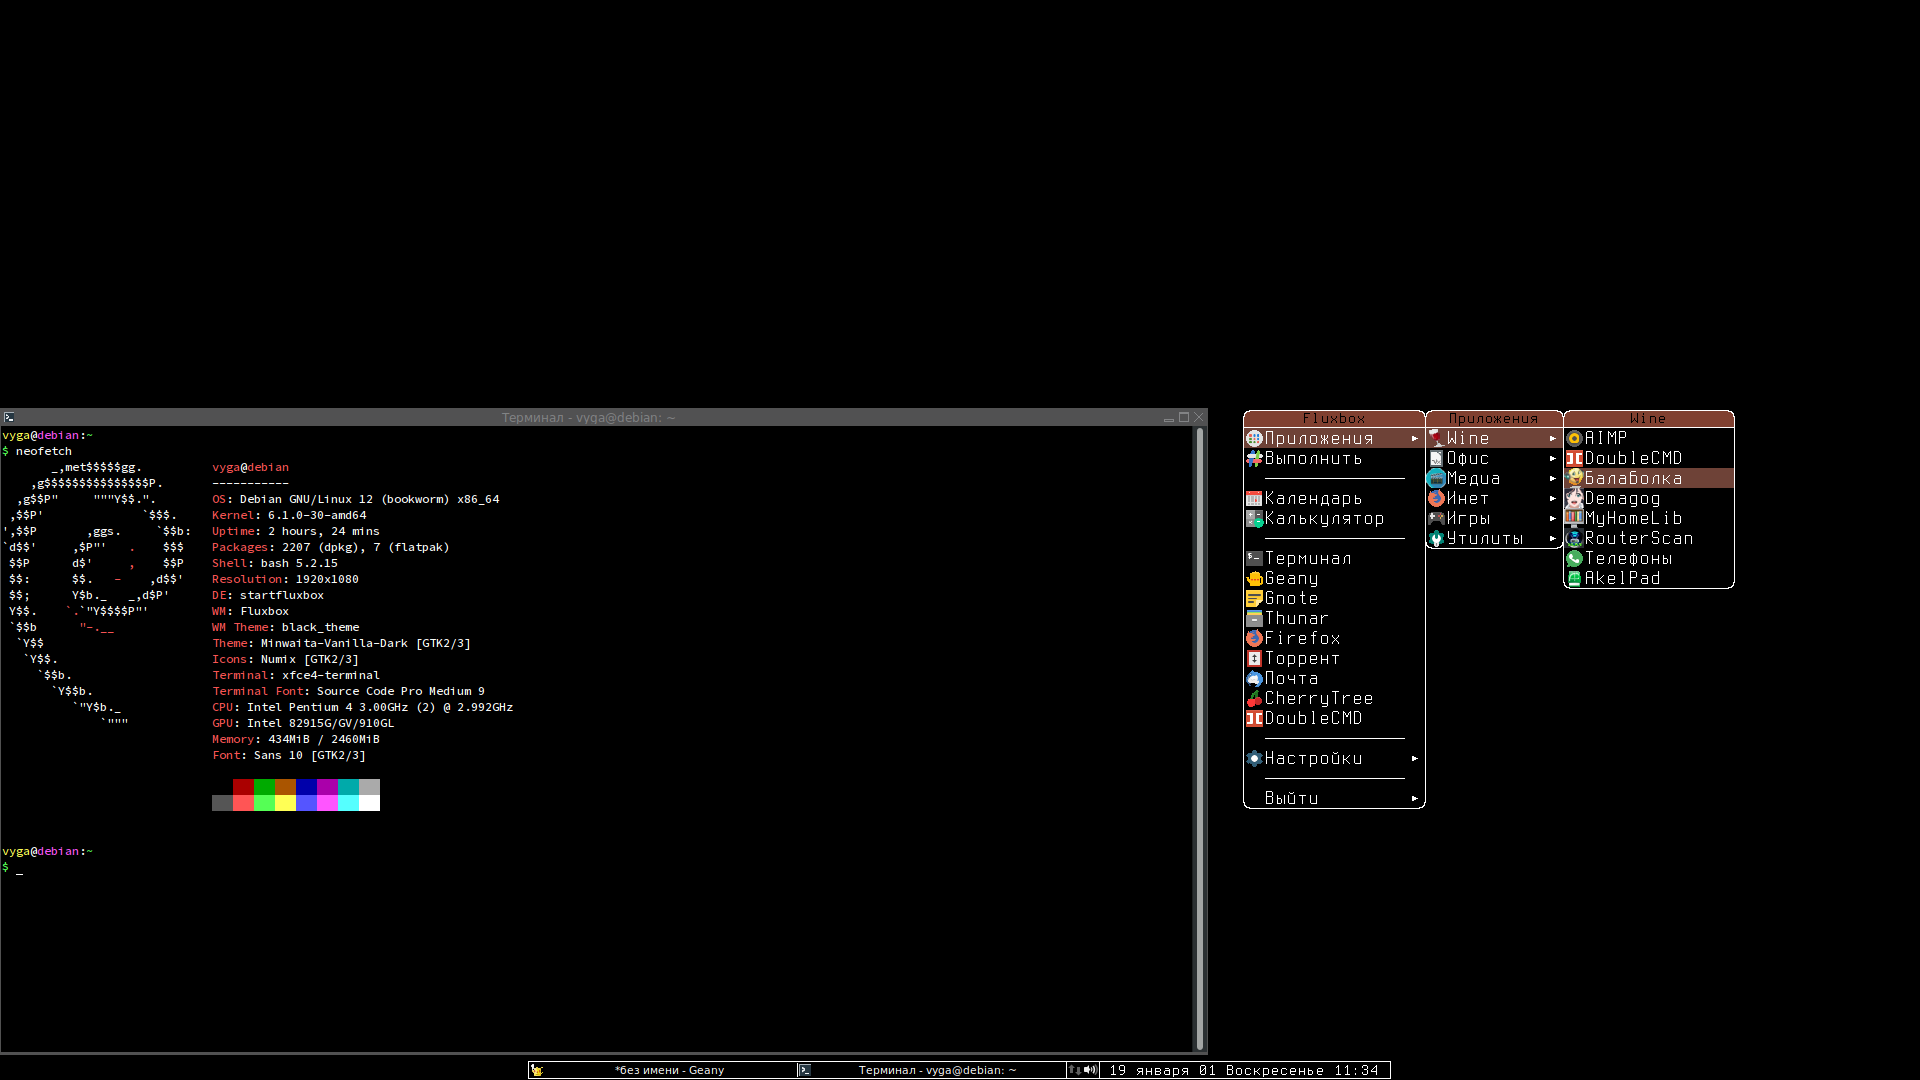 Терминал - vyga@debian: ~
vyga@debian:~
$ neofetch
_,met$$$$$gg.
,g$$$$$$$$$$$$$$$P.
,g$$P"     """Y$$.".
,$$P'              `$$$.
',$$P       ,ggs.     `$$b:
`d$$'     ,$P"'   .    $$$
$$P      d$'     ,    $$P
$$:      $$.   -    ,d$$'
$$;      Y$b._   _,d$P'
Y$$.    `.`"Y$$$$P"'
`$$b      "-.__
`Y$$
`Y$$.
`$$b.
`Y$$b.
`"Y$b._
`"""
vyga@debian
-----------
OS: Debian GNU/Linux 12 (bookworm) x86_64
Kernel: 6.1.0-30-amd64
Uptime: 2 hours, 24 mins
Packages: 2207 (dpkg), 7 (flatpak)
Shell: bash 5.2.15
Resolution: 1920x1080
DE: startfluxbox
WM: Fluxbox
WM Theme: black_theme
Theme: Minwaita-Vanilla-Dark [GTK2/3]
Icons: Numix [GTK2/3]
Terminal: xfce4-terminal
Terminal Font: Source Code Pro Medium 9
CPU: Intel Pentium 4 3.00GHz (2) @ 2.992GHz
GPU: Intel 82915G/GV/910GL
Memory: 434MiB / 2460MiB
Font: Sans 10 [GTK2/3]
vyga@debian:~
$ _
Fluxbox
Приложения
Выполнить
Календарь
Калькулятор
Терминал
Geany
Gnote
Thunar
Firefox
Торрент
Почта
CherryTree
DoubleCMD
Настройки
Выйти
Приложения
Wine
Офис
Медиа
Инет
Игры
Утилиты
Wine
AIMP
DoubleCMD
Балаболка
Demagog
MyHomeLib
RouterScan
Телефоны
AkelPad
*без имени - Geany
Терминал - vyga@debian: ~
19 января 01 Воскресенье 11:34